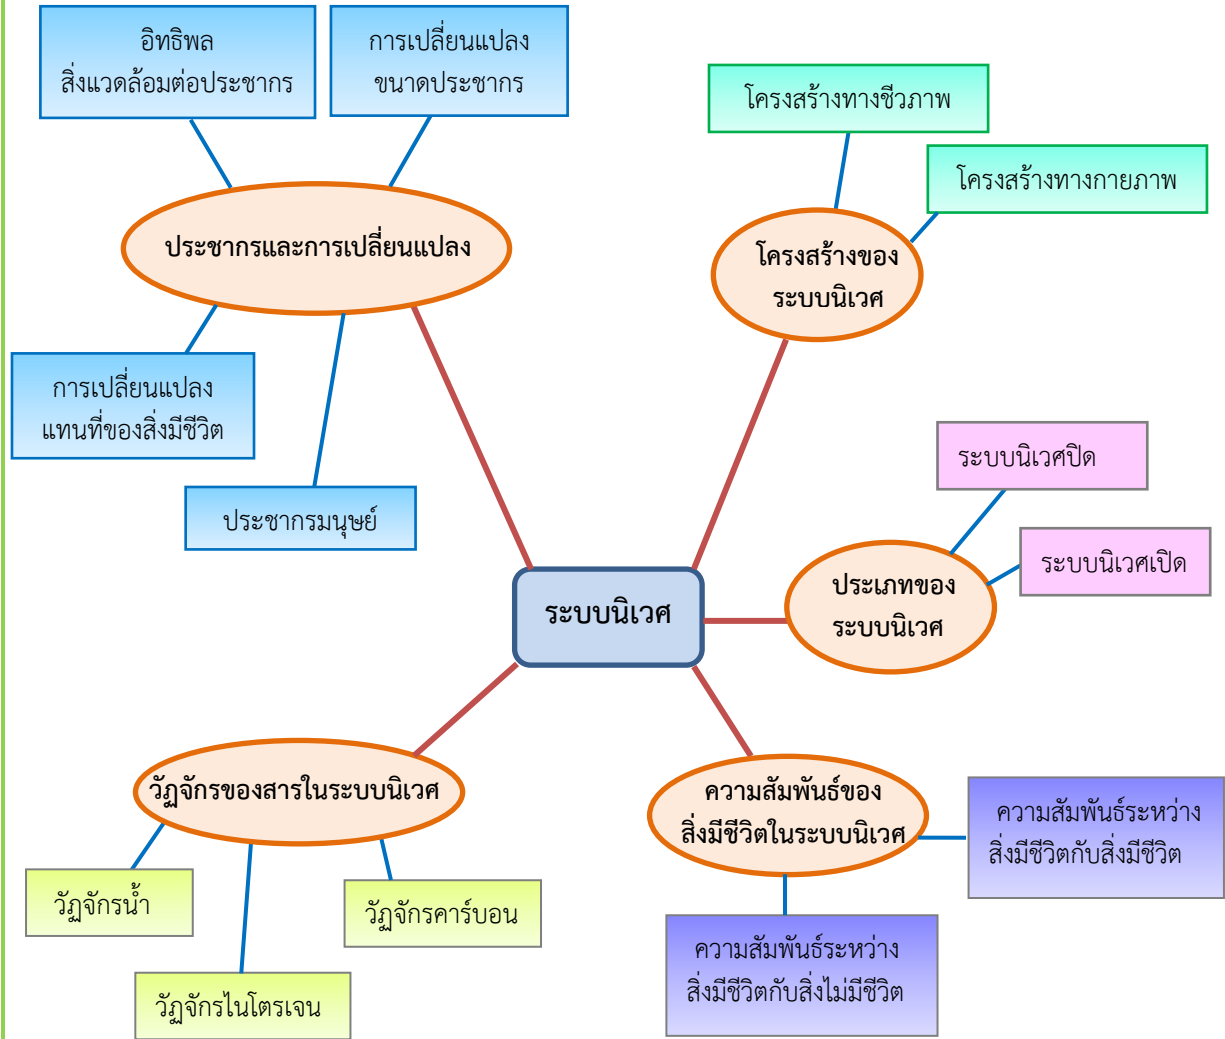 อิทธิพล
สิ่งแวดล้อมต่อประชากร
การเปลี่ยนแปลง
ขนาดประชากร
โครงสร้างทางชีวภาพ
โครงสร้างทางกายภาพ
ประชากรและการเปลี่ยนแปลง
โครงสร้างของ
ระบบนิเวศ
การเปลี่ยนแปลง
แทนที่ของสิ่งมีชีวิต
ประชากรมนุษย์
ระบบนิเวศปิด
ระบบนิเวศเปิด
ประเภทของ
ระบบนิเวศ
ระบบนิเวศ
วัฏจักรของสารในระบบนิเวศ
ความสัมพันธ์ของ
สิ่งมีชีวิตในระบบนิเวศ
ความสัมพันธ์ระหว่าง
สิ่งมีชีวิตกับสิ่งมีชีวิต
วัฏจักรน้ำ
วัฏจักรคาร์บอน
วัฏจักรไนโตรเจน
ความสัมพันธ์ระหว่าง
สิ่งมีชีวิตกับสิ่งไม่มีชีวิต